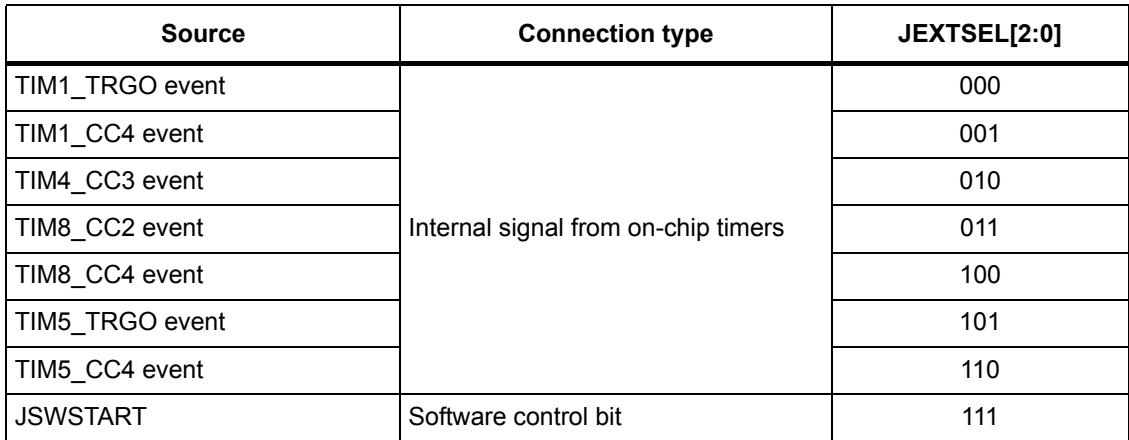 Source Connection type JEXTSEL[2:0]
TIM1_TRGO event 000
TIM1_CC4 event 001
TIM4_CC3 event 010
TIM8_CC2 event Internal signal from on-chip timers 011
TIM8_CC4 event 100
TIM5_TRGO event 101
TIM5_CC4 event 110
JSWSTART Software control bit 111